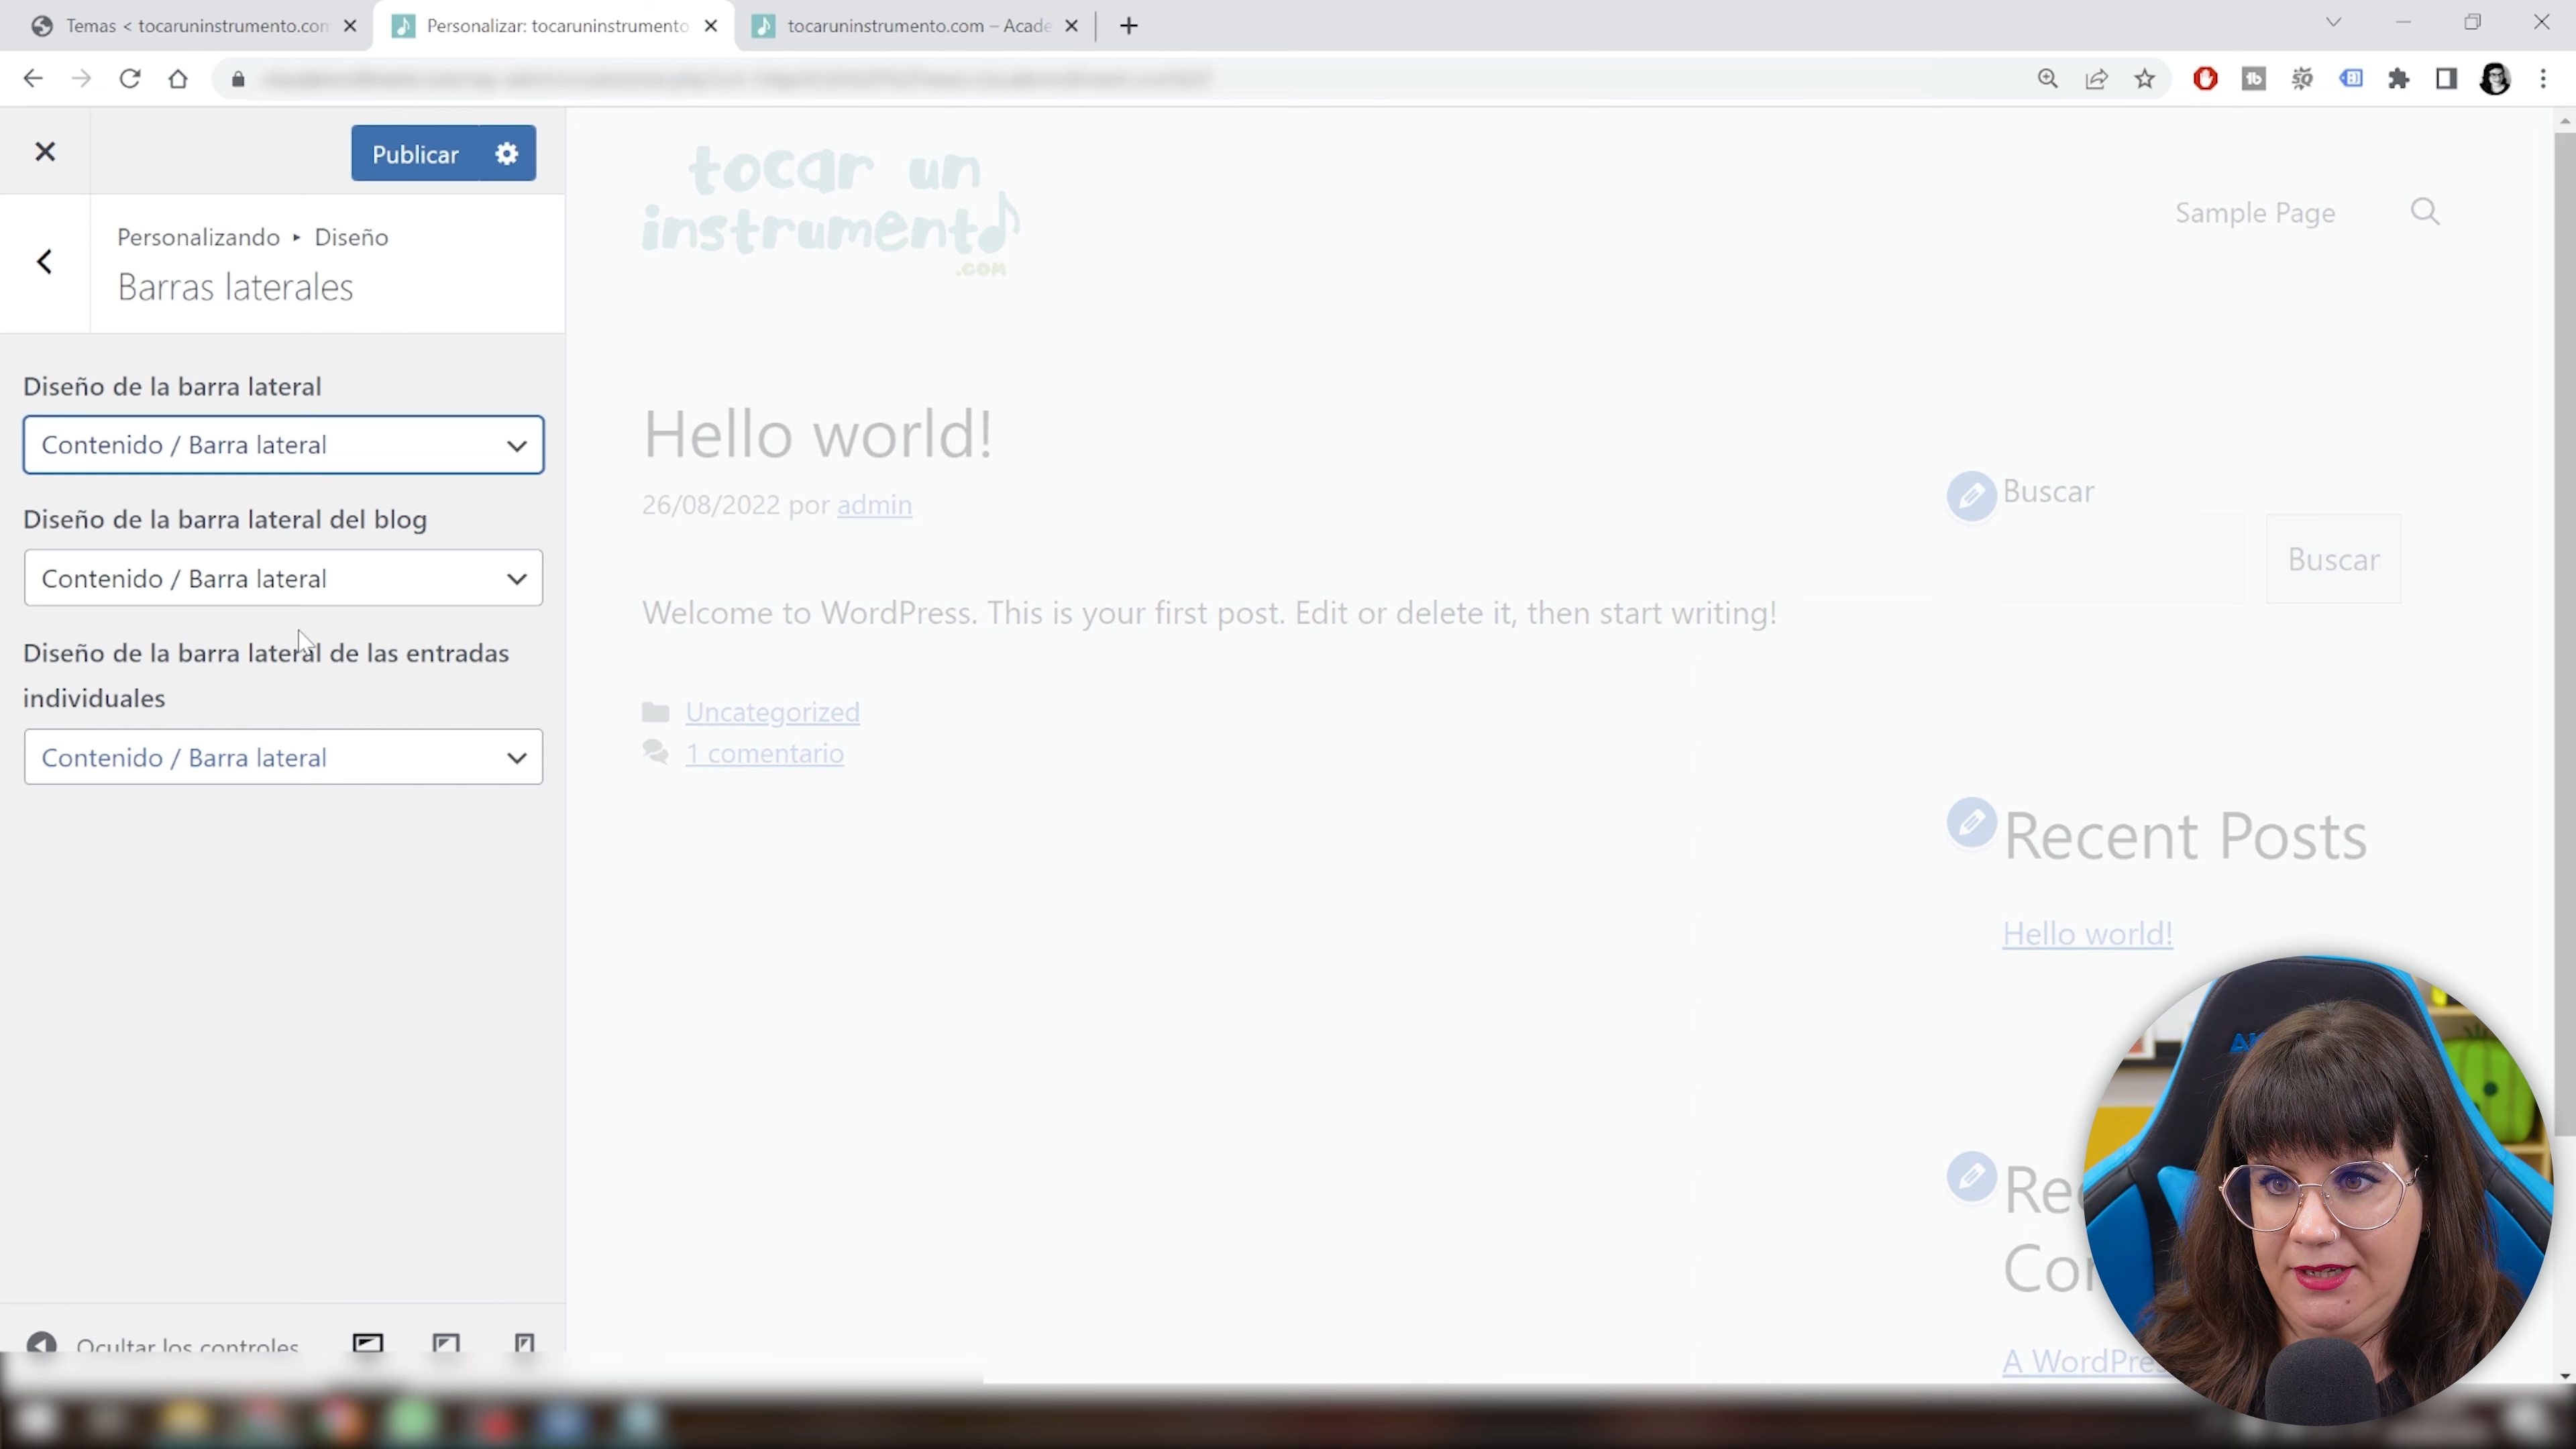 Temas < tocaruninstrumento.com
Personalizar: tocaruninstrumento
tocaruninstrumento.com – Acade
Publicar
Personalizando ▸ Diseño
Barras laterales
Diseño de la barra lateral
Contenido / Barra lateral
Diseño de la barra lateral del blog
Contenido / Barra lateral
Diseño de la barra lateral de las entradas
individuales
Contenido / Barra lateral
Ocultar los controles
tocar un
instrumento
.com
Sample Page
Hello world!
26/08/2022 por admin
Welcome to WordPress. This is your first post. Edit or delete it, then start writing!
Uncategorized
1 comentario
Buscar
Buscar
Recent Posts
Hello world!
Re
Co
A WordPre